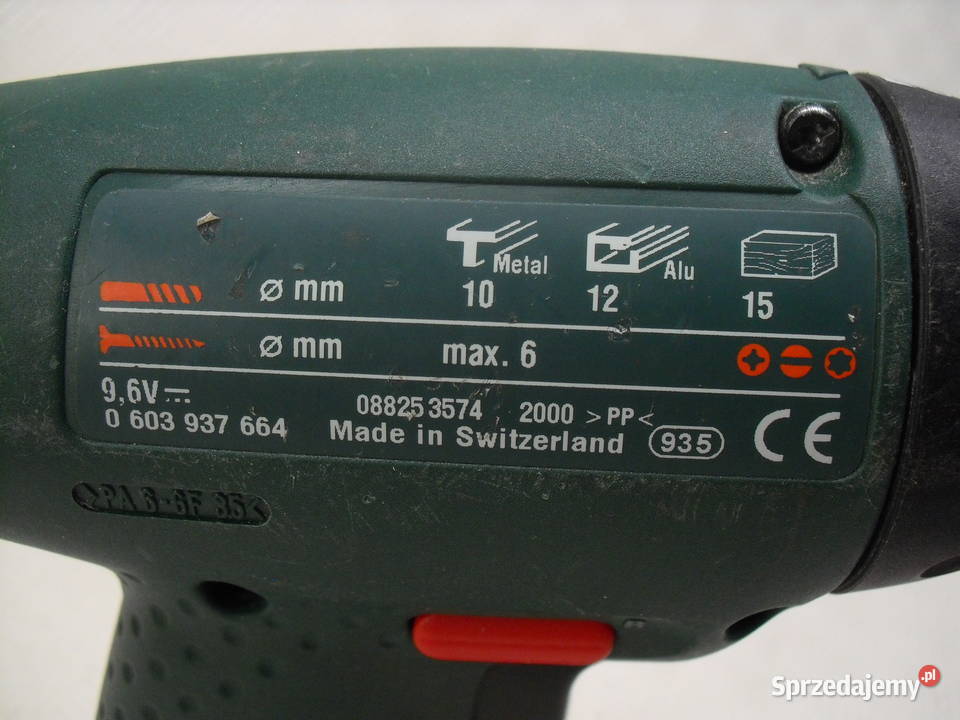 Metal
Alu
Ø mm 10 12 15
Ø mm max. 6
9,6V
0 603 937 664
08825 3574 2000 >PP<
Made in Switzerland 935
CE
>PA 6-GF 35<
Sprzedajemy.pl